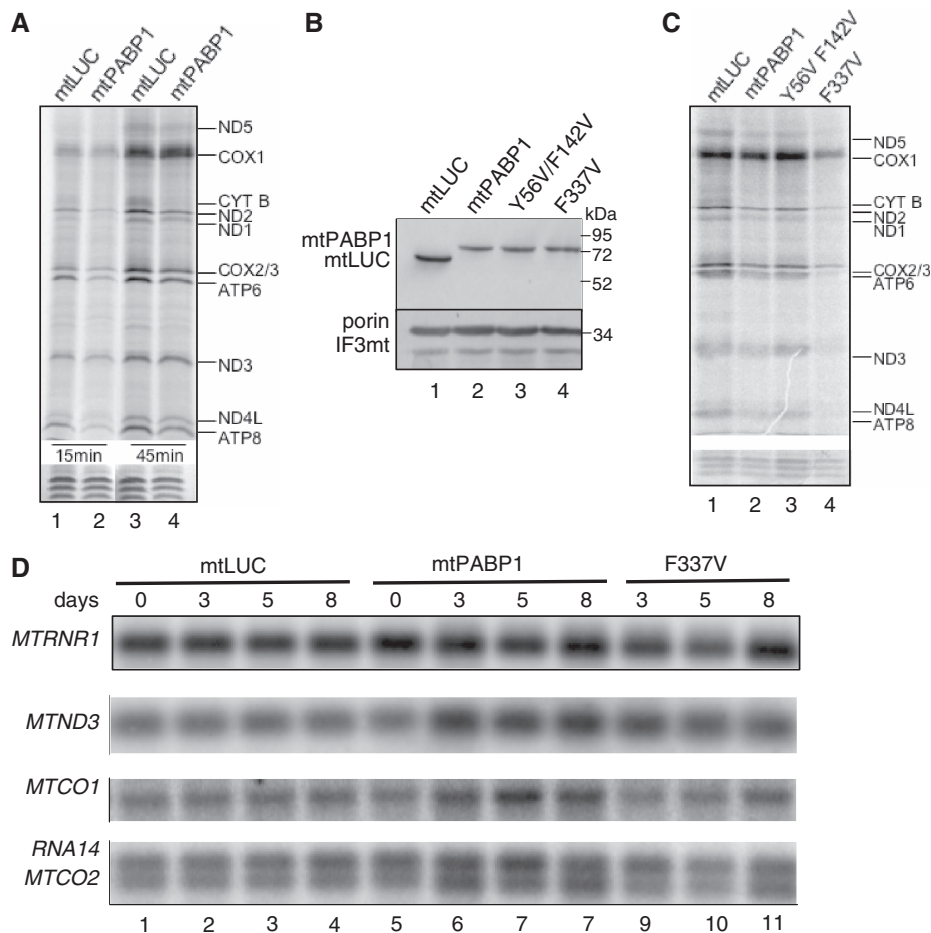 A
mtLUC
mtPABP1
mtLUC
mtPABP1
ND5
COX1
CYT B
ND2
ND1
COX2/3
ATP6
ND3
ND4L
ATP8
15min 45min
1 2 3 4
B
mtLUC
mtPABP1
Y56V/F142V
F337V
kDa
mtPABP1
mtLUC
95
72
52
porin
IF3mt
34
1 2 3 4
C
mtLUC
mtPABP1
Y56V F142V
F337V
ND5
COX1
CYT B
ND2
ND1
COX2/3
ATP6
ND3
ND4L
ATP8
1 2 3 4
D
mtLUC mtPABP1 F337V
days 0 3 5 8 0 3 5 8 3 5 8
MTRNR1
MTND3
MTCO1
RNA14
MTCO2
1 2 3 4 5 6 7 7 9 10 11